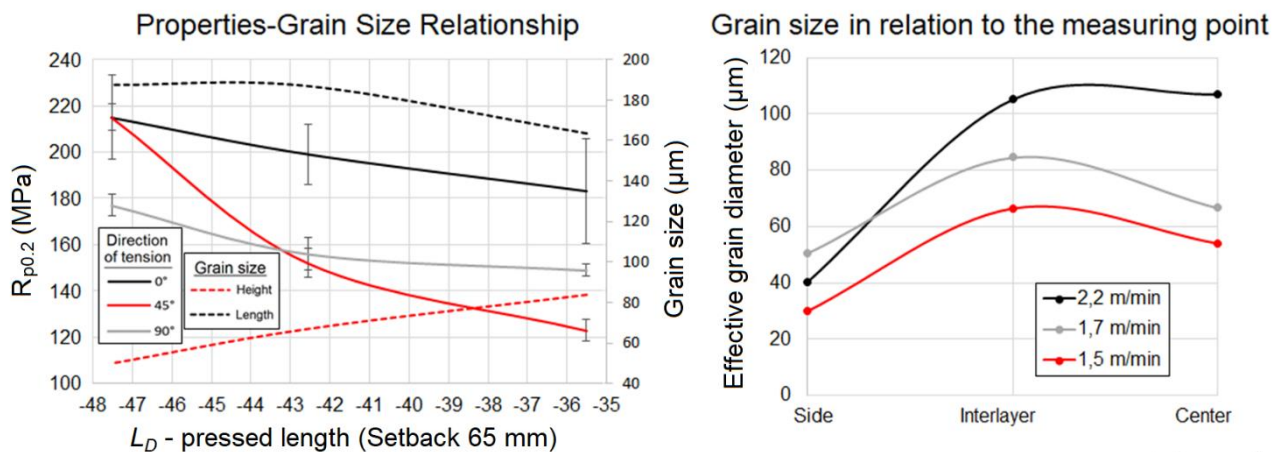 Properties-Grain Size Relationship
240
220
200
180
160
140
120
100
R_p0.2 (MPa)
200
180
160
140
120
100
80
60
40
Grain size (µm)
Direction
of tension
0°
45°
90°
Grain size
Height
Length
-48 -47 -46 -45 -44 -43 -42 -41 -40 -39 -38 -37 -36 -35
L_D - pressed length (Setback 65 mm)
Grain size in relation to the measuring point
120
100
80
60
40
20
0
Effective grain diameter (µm)
2,2 m/min
1,7 m/min
1,5 m/min
Side Interlayer Center